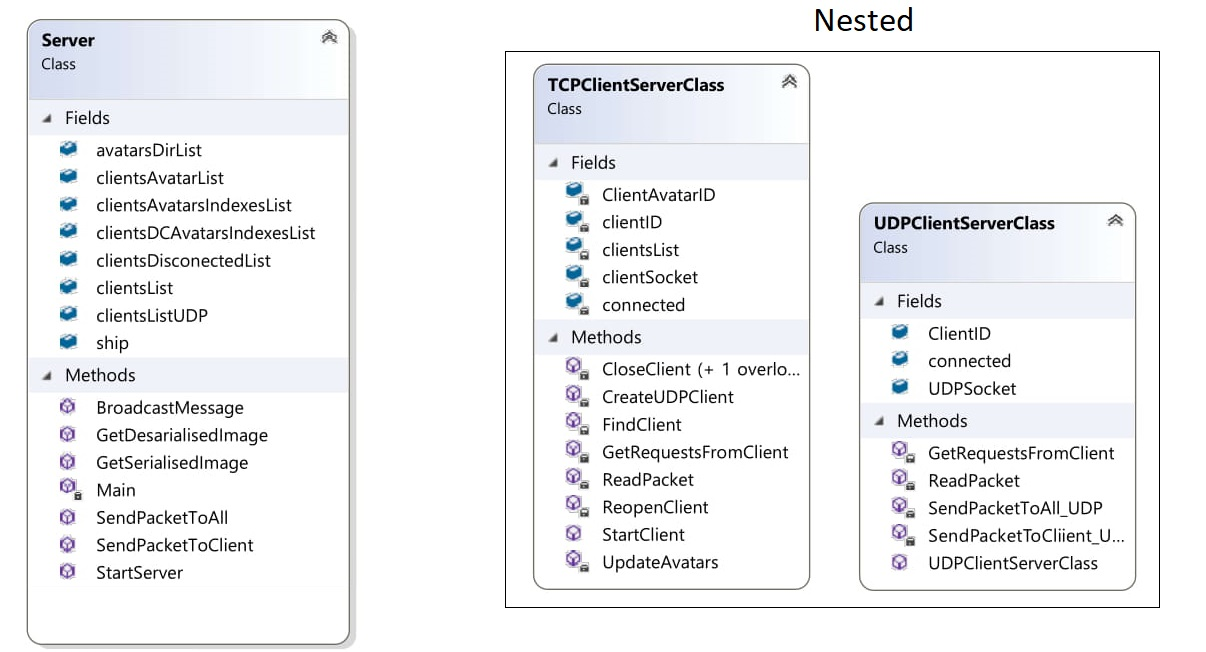 Server
Class
Fields
avatarsDirList
clientsAvatarList
clientsAvatarsIndexesList
clientsDCAvatarsIndexesList
clientsDisconectedList
clientsList
clientsListUDP
ship
Methods
BroadcastMessage
GetDesarialisedImage
GetSerialisedImage
Main
SendPacketToAll
SendPacketToClient
StartServer
Nested
TCPClientServerClass
Class
Fields
ClientAvatarID
clientID
clientsList
clientSocket
connected
Methods
CloseClient (+ 1 overlo...
CreateUDPClient
FindClient
GetRequestsFromClient
ReadPacket
ReopenClient
StartClient
UpdateAvatars
UDPClientServerClass
Class
Fields
ClientID
connected
UDPSocket
Methods
GetRequestsFromClient
ReadPacket
SendPacketToAll_UDP
SendPacketToCliient_U...
UDPClientServerClass